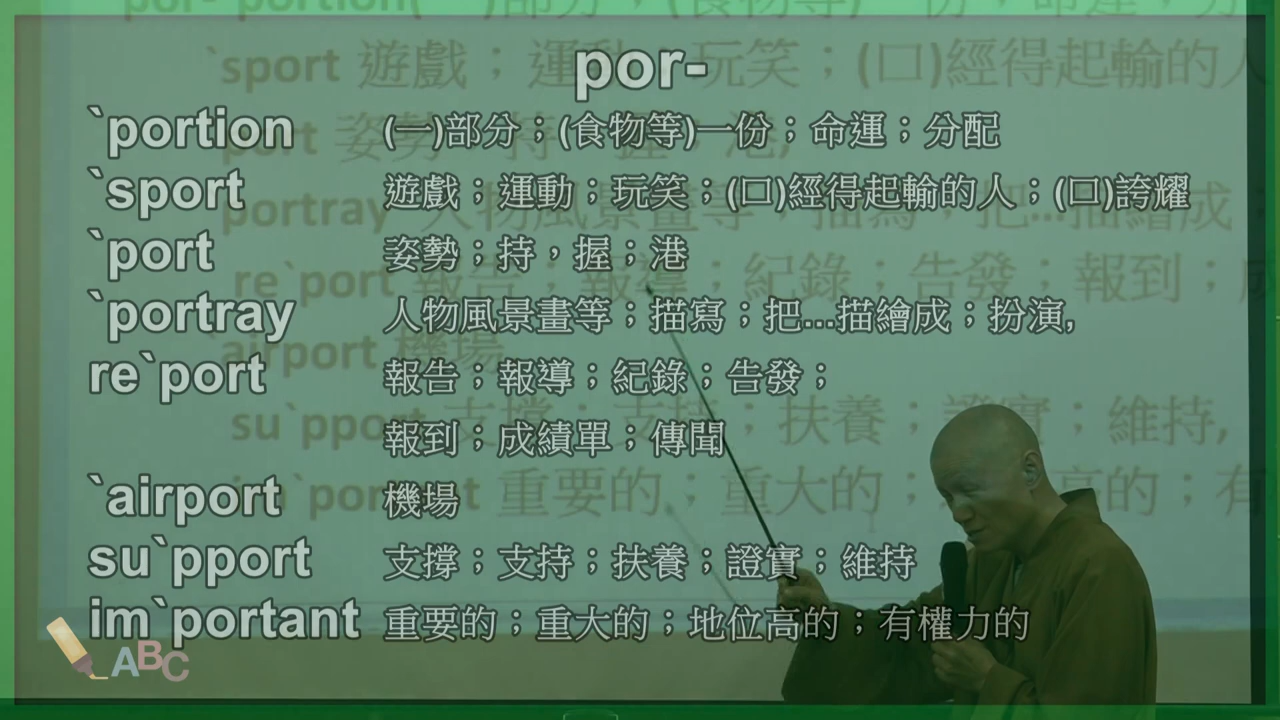 por-
`portion (一)部分；(食物等)一份；命運；分配
`sport 遊戲；運動；玩笑；(口)經得起輸的人；(口)誇耀
`port 姿勢；持，握；港
`portray 人物風景畫等；描寫；把...描繪成；扮演,
re`port 報告；報導；紀錄；告發；
報到；成績單；傳聞
`airport 機場
su`pport 支撐；支持；扶養；證實；維持
im`portant 重要的；重大的；地位高的；有權力的
ABC